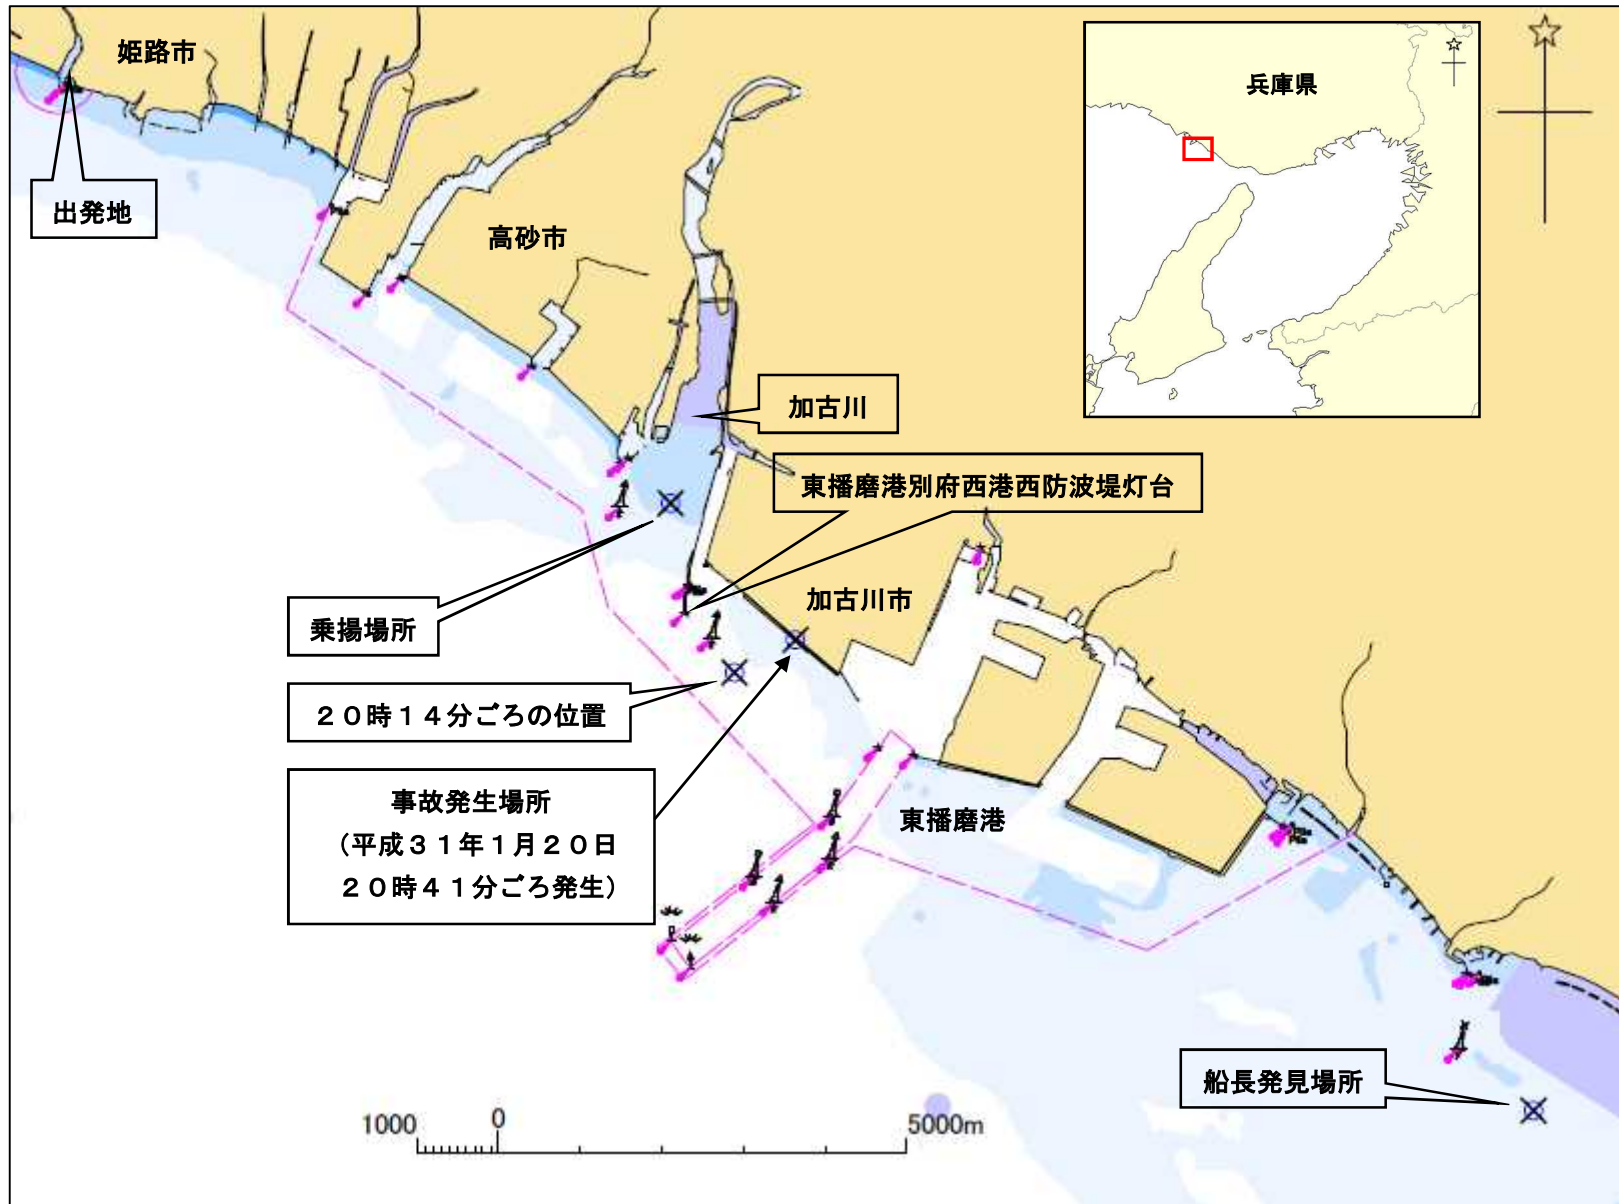 姫路市
兵庫県
出発地
高砂市
加古川
東播磨港別府西港西防波堤灯台
加古川市
乗揚場所
２０時１４分ごろの位置
事故発生場所
（平成３１年１月２０日
２０時４１分ごろ発生）
東播磨港
船長発見場所
1000 0 5000m